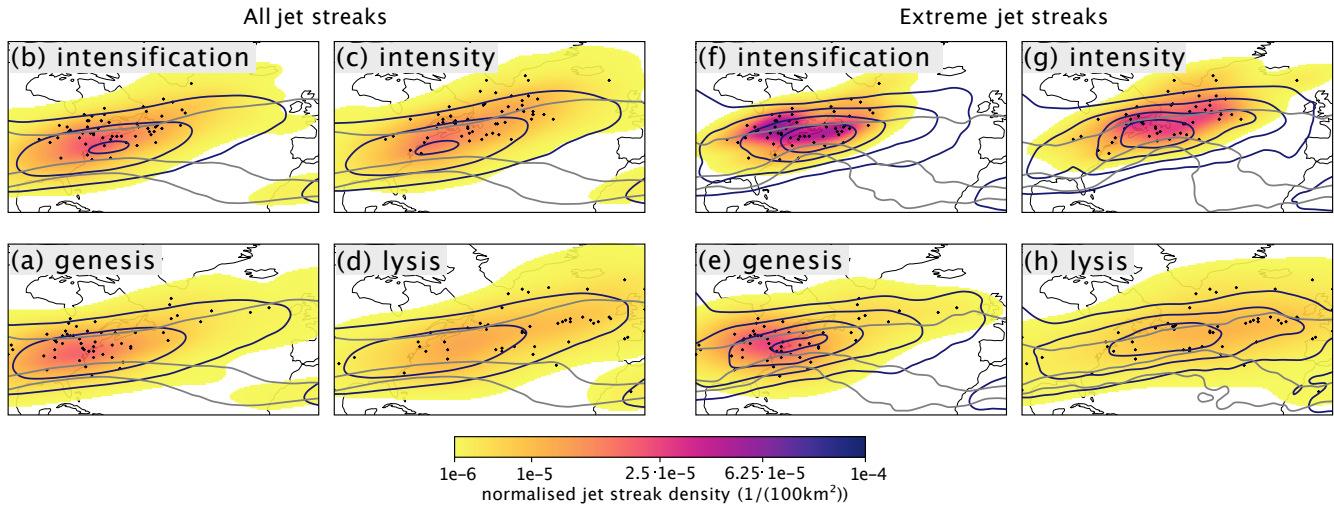 All jet streaks
Extreme jet streaks
(b) intensification
(c) intensity
(f) intensification
(g) intensity
(a) genesis
(d) lysis
(e) genesis
(h) lysis
1e-6
1e-5
2.5·1e-5
6.25·1e-5
1e-4
normalised jet streak density (1/(100km²))